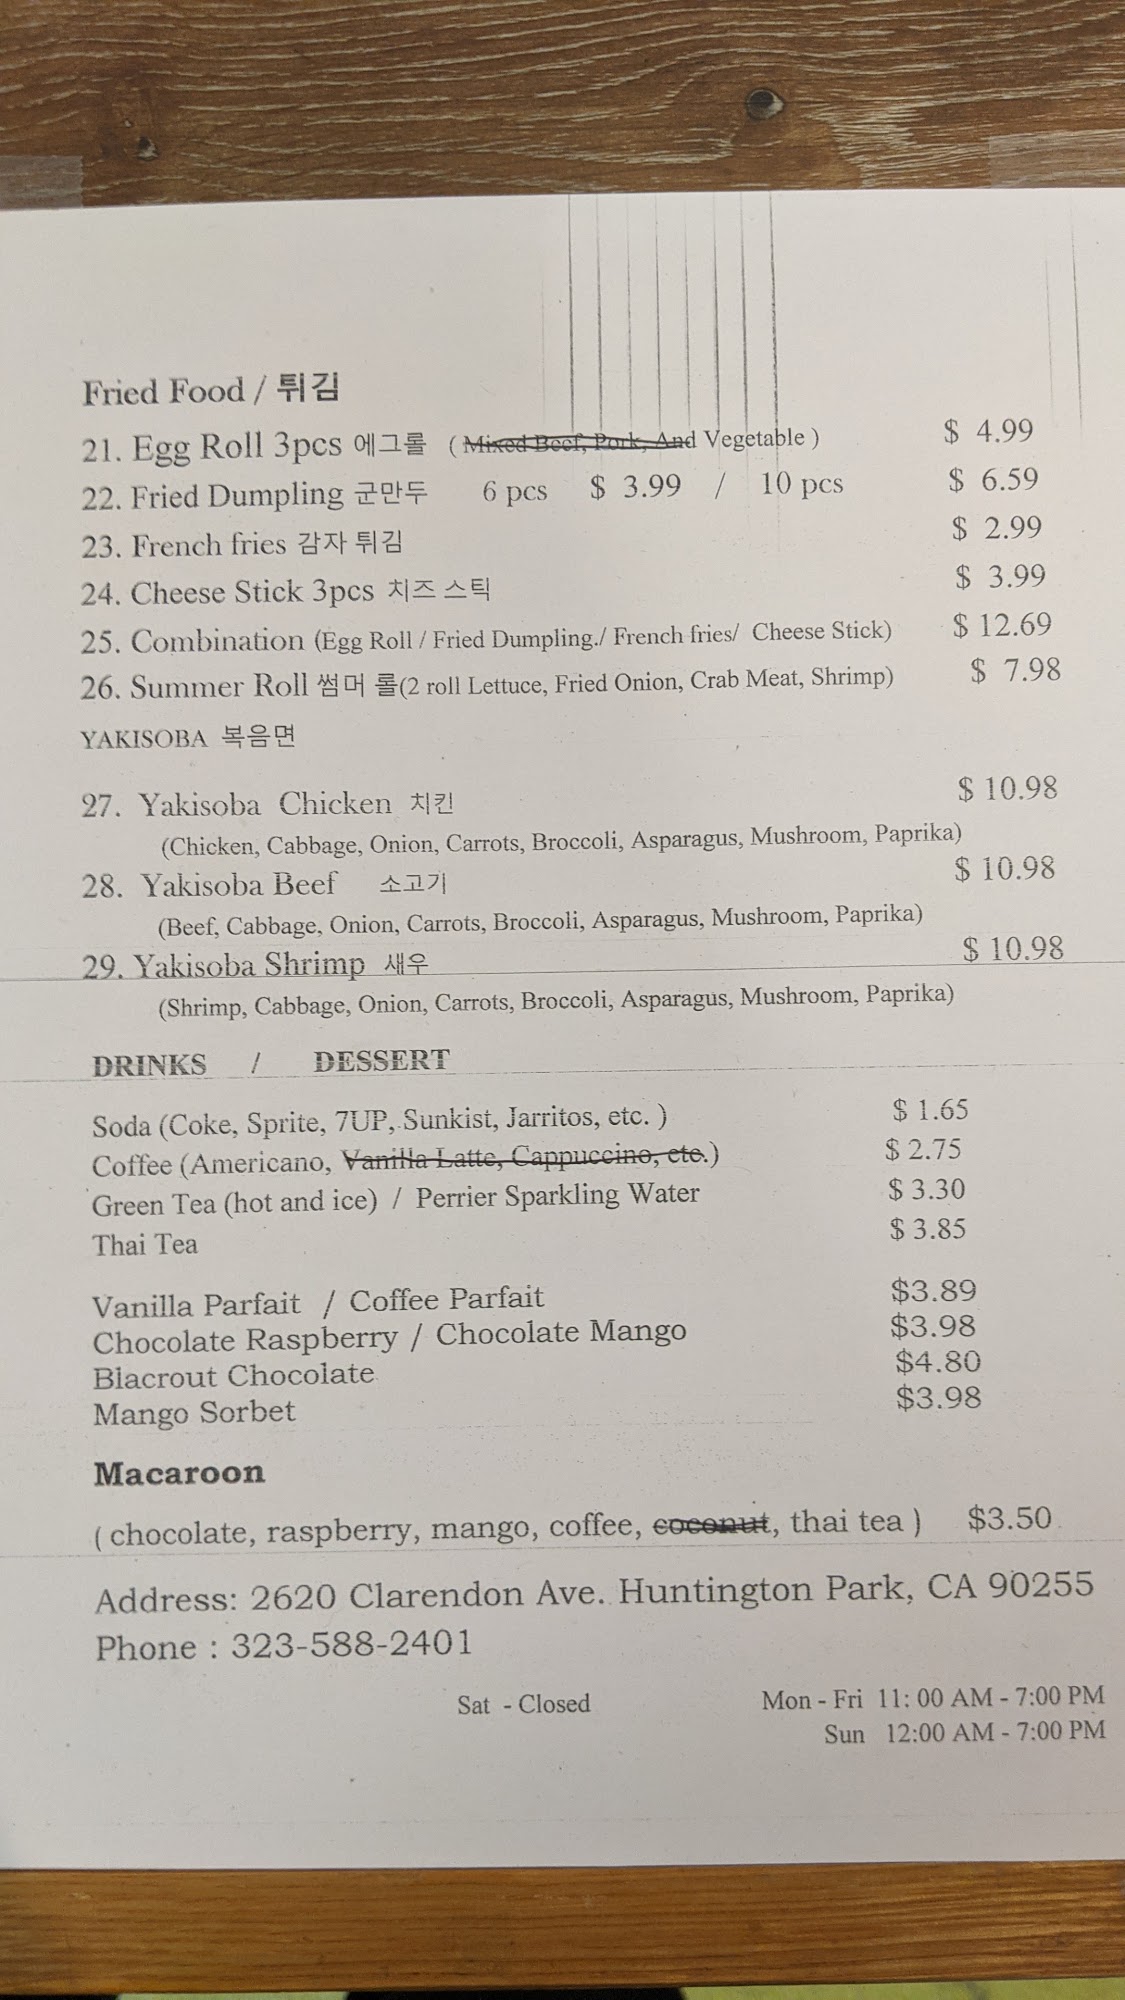 Fried Food / 튀김
21. Egg Roll 3pcs 에그롤 ( Mixed Beef, Pork, And Vegetable ) $ 4.99
22. Fried Dumpling 군만두 6 pcs $ 3.99 / 10 pcs $ 6.59
23. French fries 감자 튀김 $ 2.99
24. Cheese Stick 3pcs 치즈 스틱 $ 3.99
25. Combination (Egg Roll / Fried Dumpling./ French fries/ Cheese Stick) $ 12.69
26. Summer Roll 썸머 롤(2 roll Lettuce, Fried Onion, Crab Meat, Shrimp) $ 7.98
YAKISOBA 복음면
27. Yakisoba Chicken 치킨 $ 10.98
(Chicken, Cabbage, Onion, Carrots, Broccoli, Asparagus, Mushroom, Paprika)
28. Yakisoba Beef 소고기 $ 10.98
(Beef, Cabbage, Onion, Carrots, Broccoli, Asparagus, Mushroom, Paprika)
29. Yakisoba Shrimp 새우 $ 10.98
(Shrimp, Cabbage, Onion, Carrots, Broccoli, Asparagus, Mushroom, Paprika)
DRINKS / DESSERT
Soda (Coke, Sprite, 7UP, Sunkist, Jarritos, etc. ) $ 1.65
Coffee (Americano, Vanilla Latte, Cappuccino, etc.) $ 2.75
Green Tea (hot and ice) / Perrier Sparkling Water $ 3.30
Thai Tea $ 3.85
Vanilla Parfait / Coffee Parfait $3.89
Chocolate Raspberry / Chocolate Mango $3.98
Blacrout Chocolate $4.80
Mango Sorbet $3.98
Macaroon
( chocolate, raspberry, mango, coffee, coconut, thai tea ) $3.50
Address: 2620 Clarendon Ave. Huntington Park, CA 90255
Phone : 323-588-2401
Sat - Closed Mon - Fri 11: 00 AM - 7:00 PM
Sun 12:00 AM - 7:00 PM